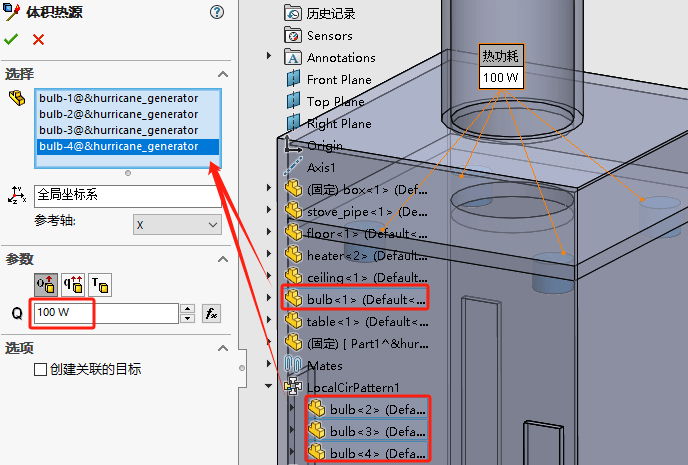 体积热源
选择
bulb-1@&hurricane_generator
bulb-2@&hurricane_generator
bulb-3@&hurricane_generator
bulb-4@&hurricane_generator
全局坐标系
参考轴:
X
参数
Q
100 W
选项
创建关联的目标
历史记录
Sensors
Annotations
Front Plane
Top Plane
Right Plane
Origin
Axis1
(固定) box<1> (Def...
stove_pipe<1> (De...
floor<1> (Default<...
heater<2> (Default...
ceiling<1> (Default...
bulb<1> (Default<...
table<1> (Default<...
(固定) [ Part1^&hur...
Mates
LocalCirPattern1
bulb<2> (Defa...
bulb<3> (Defa...
bulb<4> (Defa...
热功耗
100 W